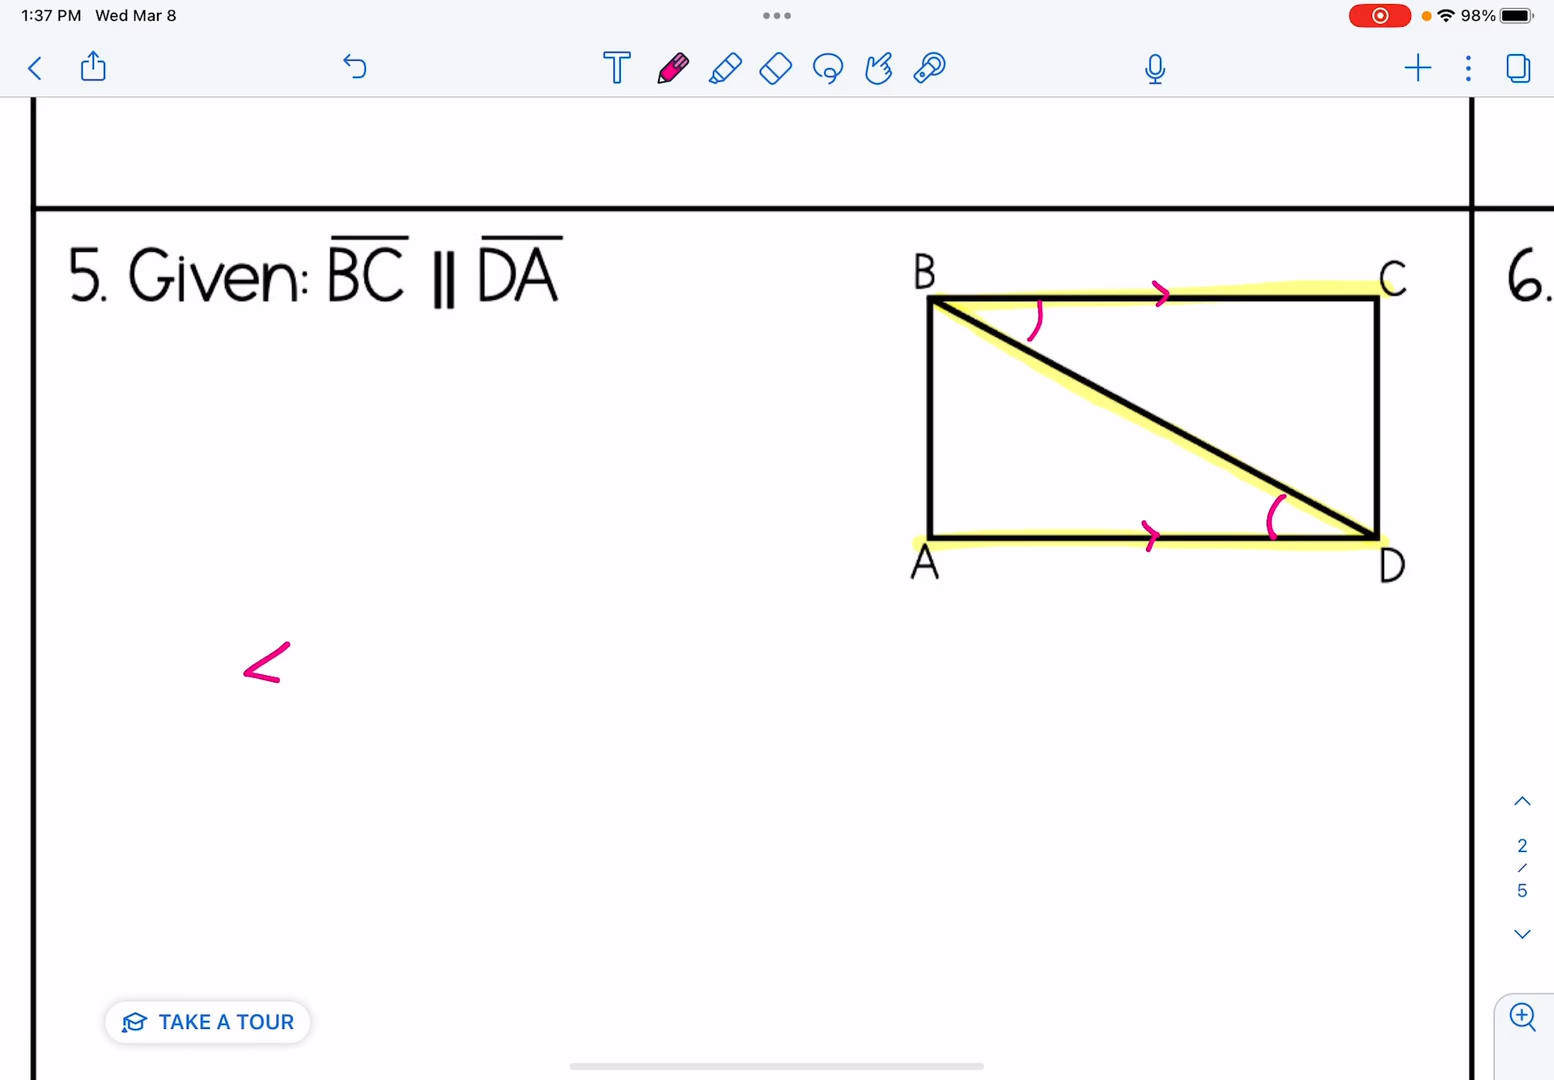 1:37 PM Wed Mar 8
98%
5. Given: BC || DA
6.
B
C
A
D
<
2
/
5
TAKE A TOUR